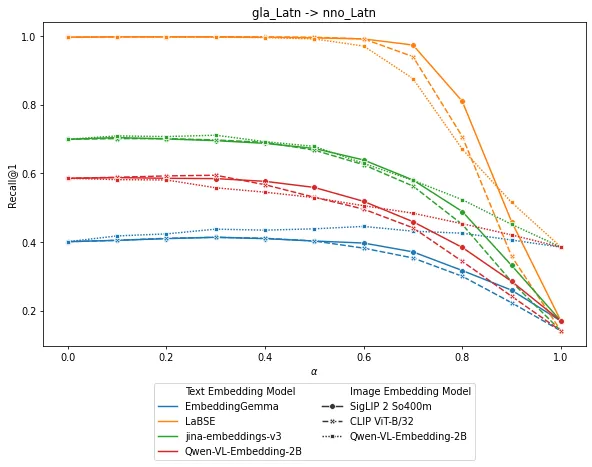 gla_Latn -> nno_Latn
Recall@1
1.0
0.8
0.6
0.4
0.2
0.0 0.2 0.4 0.6 0.8 1.0
α
Text Embedding Model Image Embedding Model
EmbeddingGemma SigLIP 2 So400m
LaBSE CLIP ViT-B/32
jina-embeddings-v3 Qwen-VL-Embedding-2B
Qwen-VL-Embedding-2B